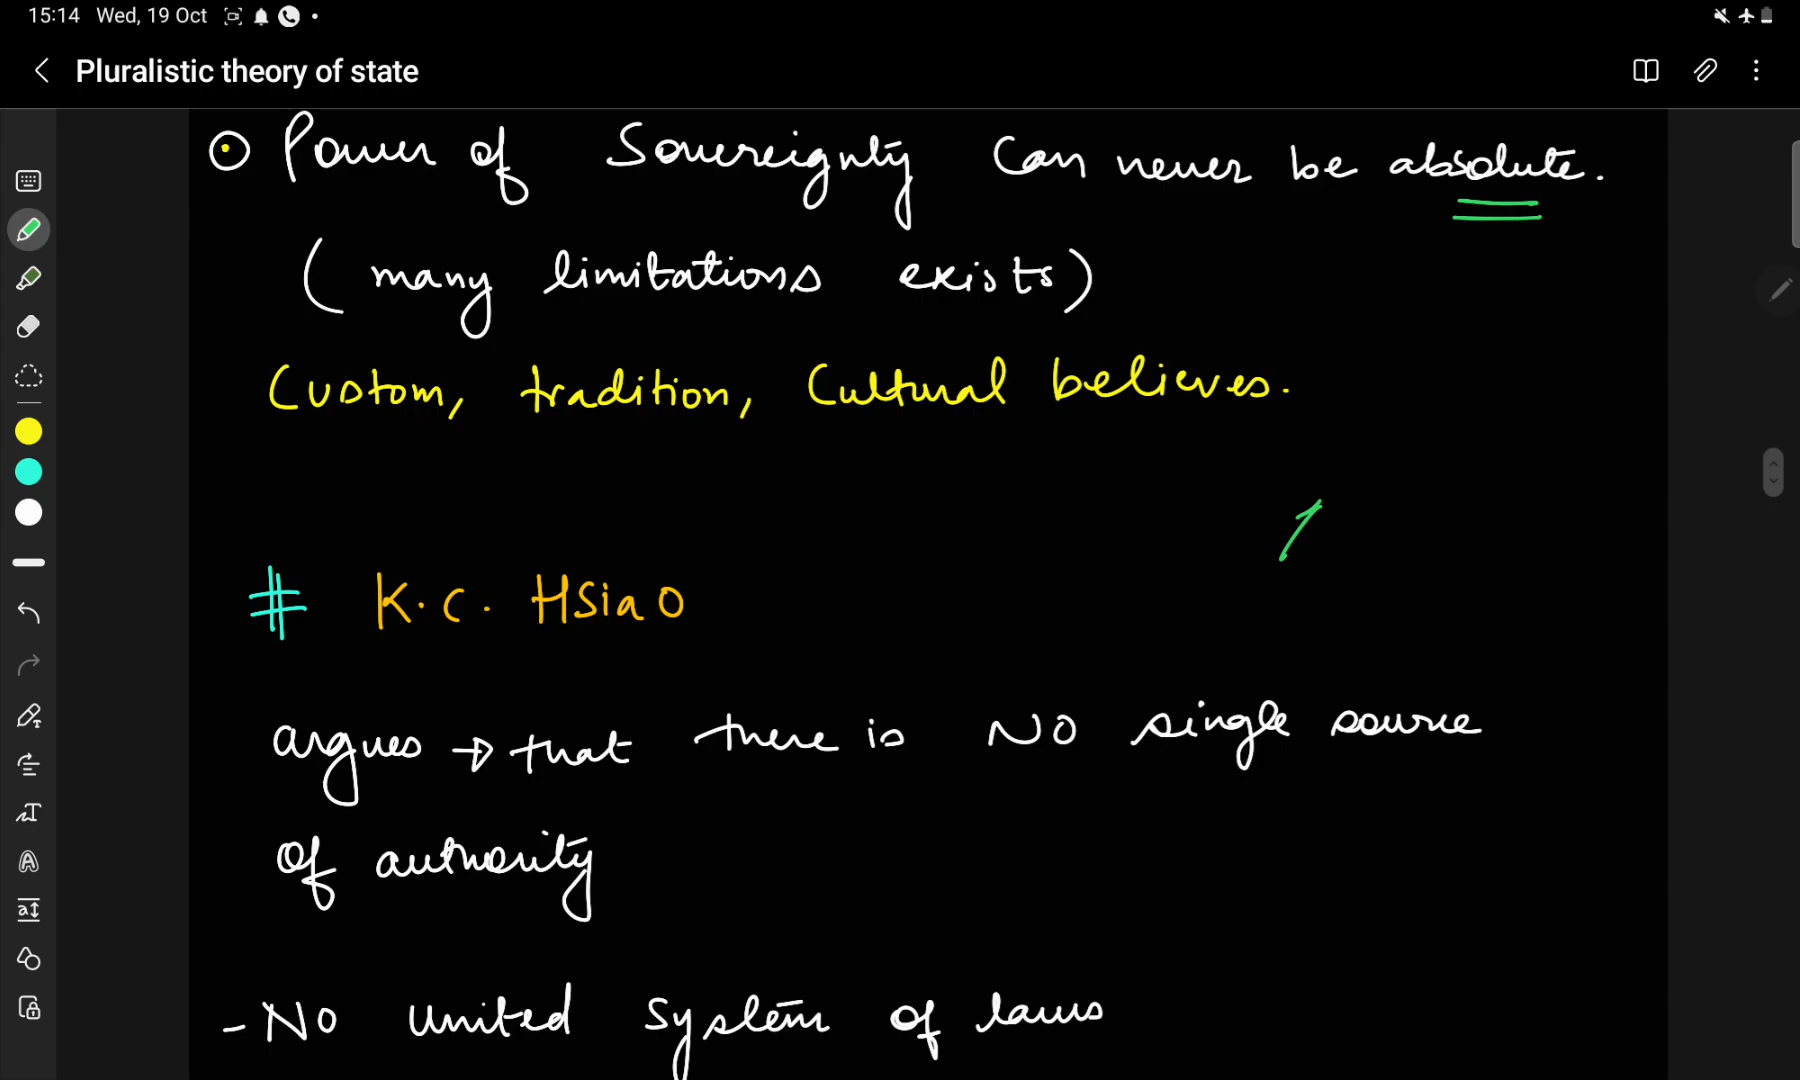 15:14 Wed, 19 Oct
Pluralistic theory of state
Power of Sovereignty can never be absolute.
(many limitations exists)
Custom, tradition, Cultural believes.
# K.C. HSiaO
argues → that there is NO single source
of authority
- No united system of laws